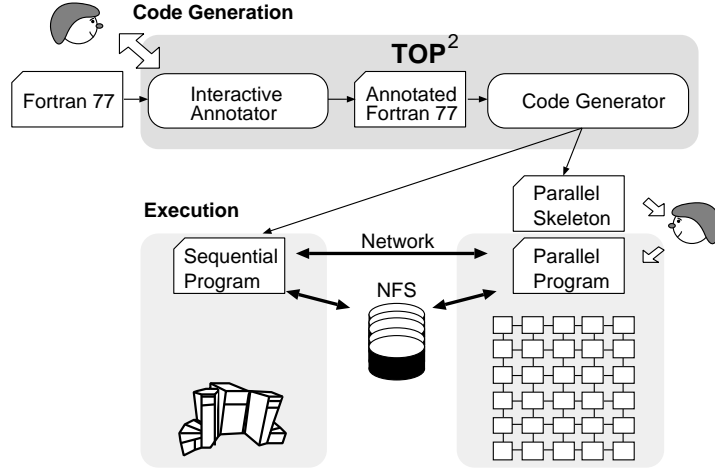 Code Generation
TOP2
Fortran 77
Interactive
Annotator
Annotated
Fortran 77
Code Generator
Parallel
Skeleton
Execution
Sequential
Program
Network
Parallel
Program
NFS